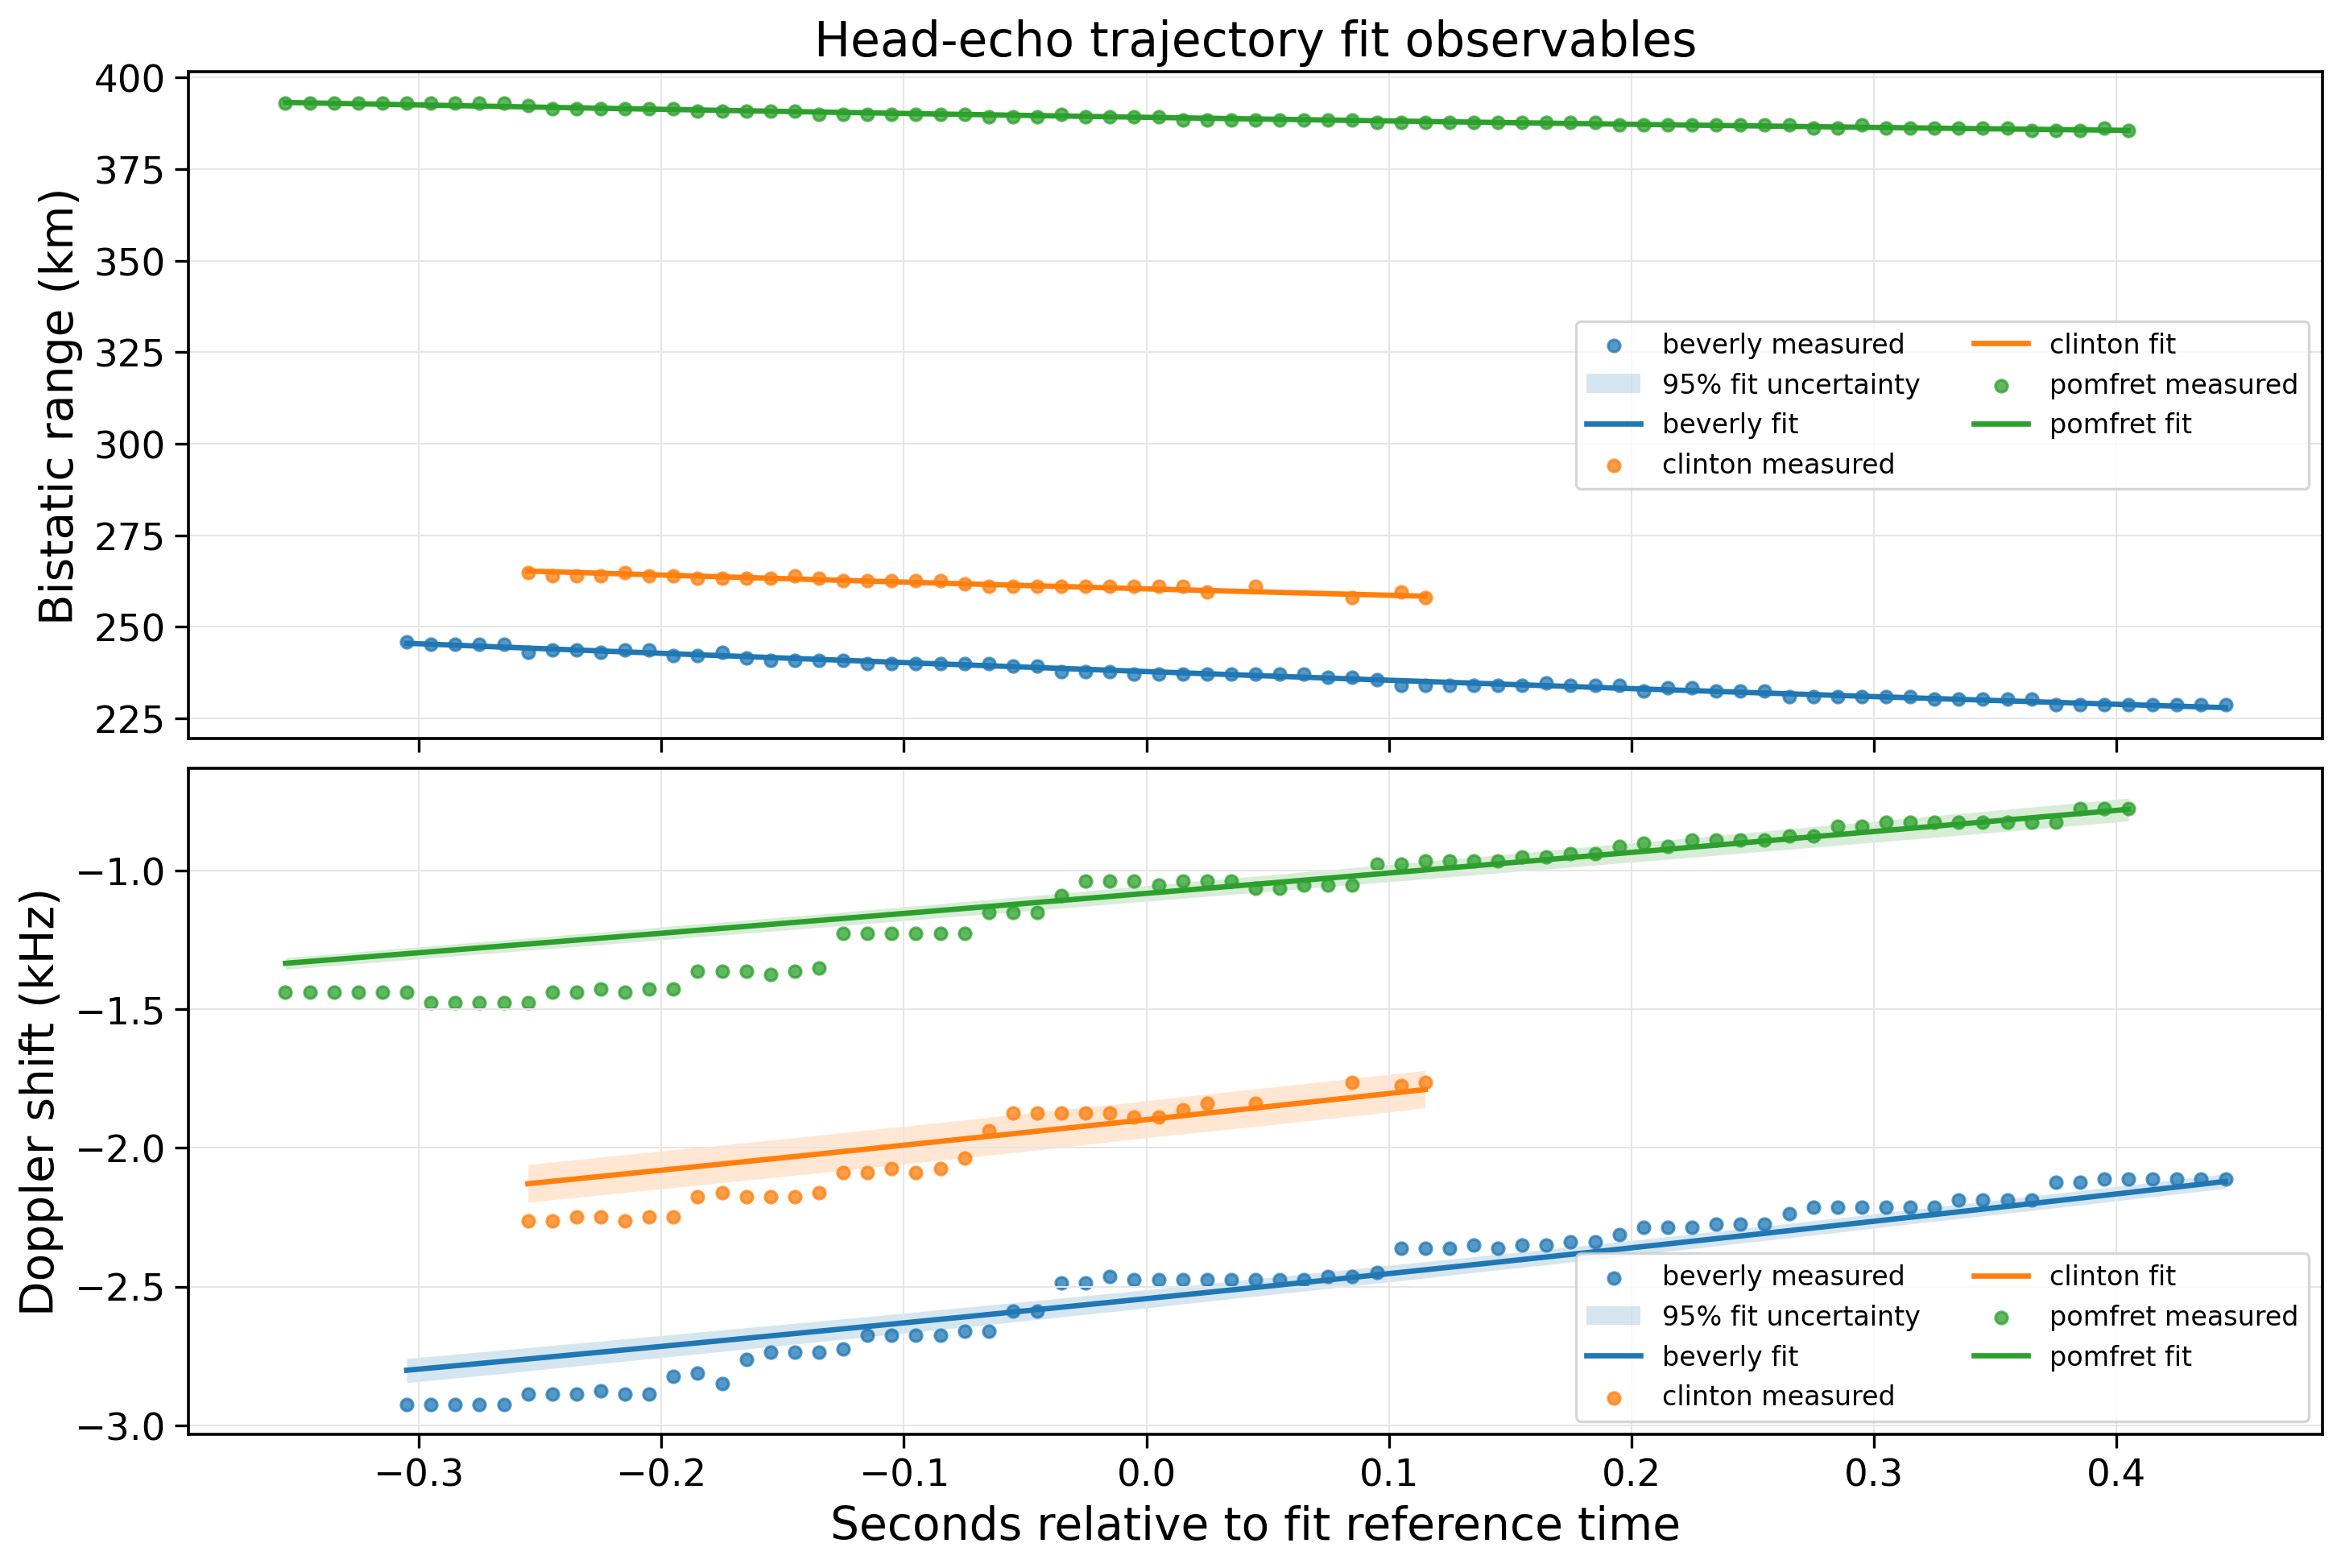 Head-echo trajectory fit observables
Bistatic range (km)
400
375
350
325
300
275
250
225
beverly measured
95% fit uncertainty
beverly fit
clinton measured
clinton fit
pomfret measured
pomfret fit
Doppler shift (kHz)
−1.0
−1.5
−2.0
−2.5
−3.0
beverly measured
95% fit uncertainty
beverly fit
clinton measured
clinton fit
pomfret measured
pomfret fit
−0.3 −0.2 −0.1 0.0 0.1 0.2 0.3 0.4
Seconds relative to fit reference time